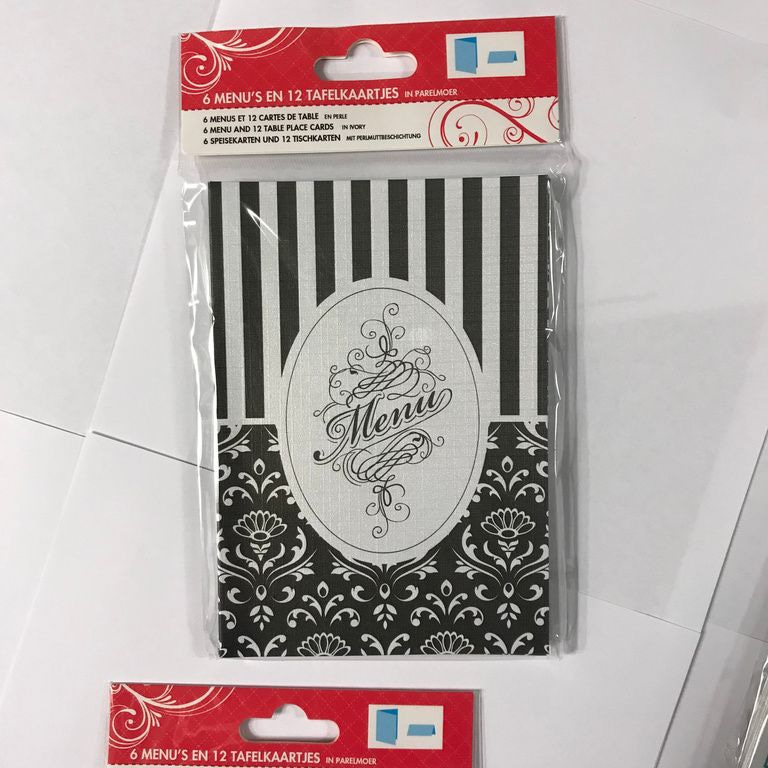 6 MENU'S EN 12 TAFELKAARTJES IN PARELMOER
6 MENUS ET 12 CARTES DE TABLE EN PERLE
6 MENU AND 12 TABLE PLACE CARDS IN IVORY
6 SPEISEKARTEN UND 12 TISCHKARTEN MIT PERLMUTTBESCHICHTUNG
Menu
6 MENU'S EN 12 TAFELKAARTJES IN PARELMOER